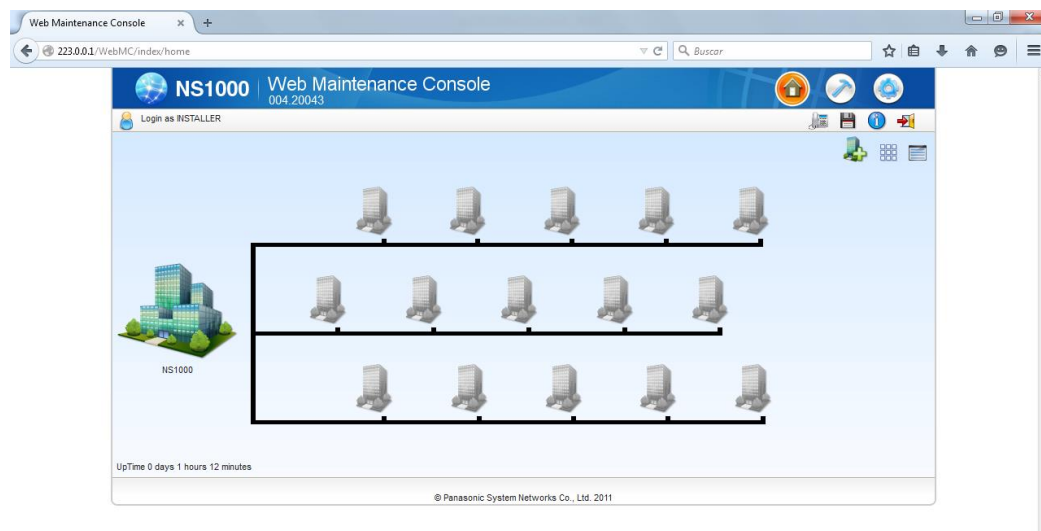 Web Maintenance Console
223.0.0.1/WebMC/index/home
Buscar
NS1000
Web Maintenance Console
004.20043
Login as INSTALLER
NS1000
UpTime 0 days 1 hours 12 minutes
© Panasonic System Networks Co., Ltd. 2011